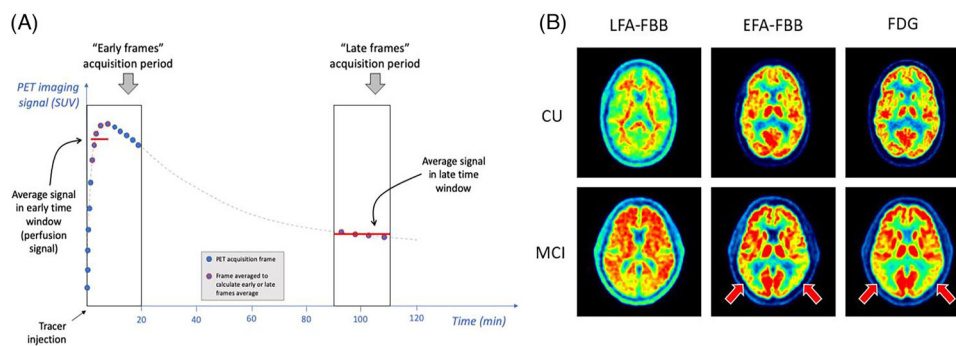 (A)
“Early frames”
acquisition period
“Late frames”
acquisition period
PET imaging
signal (SUV)
Average signal
in early time
window
(perfusion
signal)
Average signal
in late time
window
PET acquisition frame
Frame averaged to
calculate early or late
frames average
Tracer
injection
20
40
60
80
100
120
Time (min)
(B)
LFA-FBB
EFA-FBB
FDG
CU
MCI